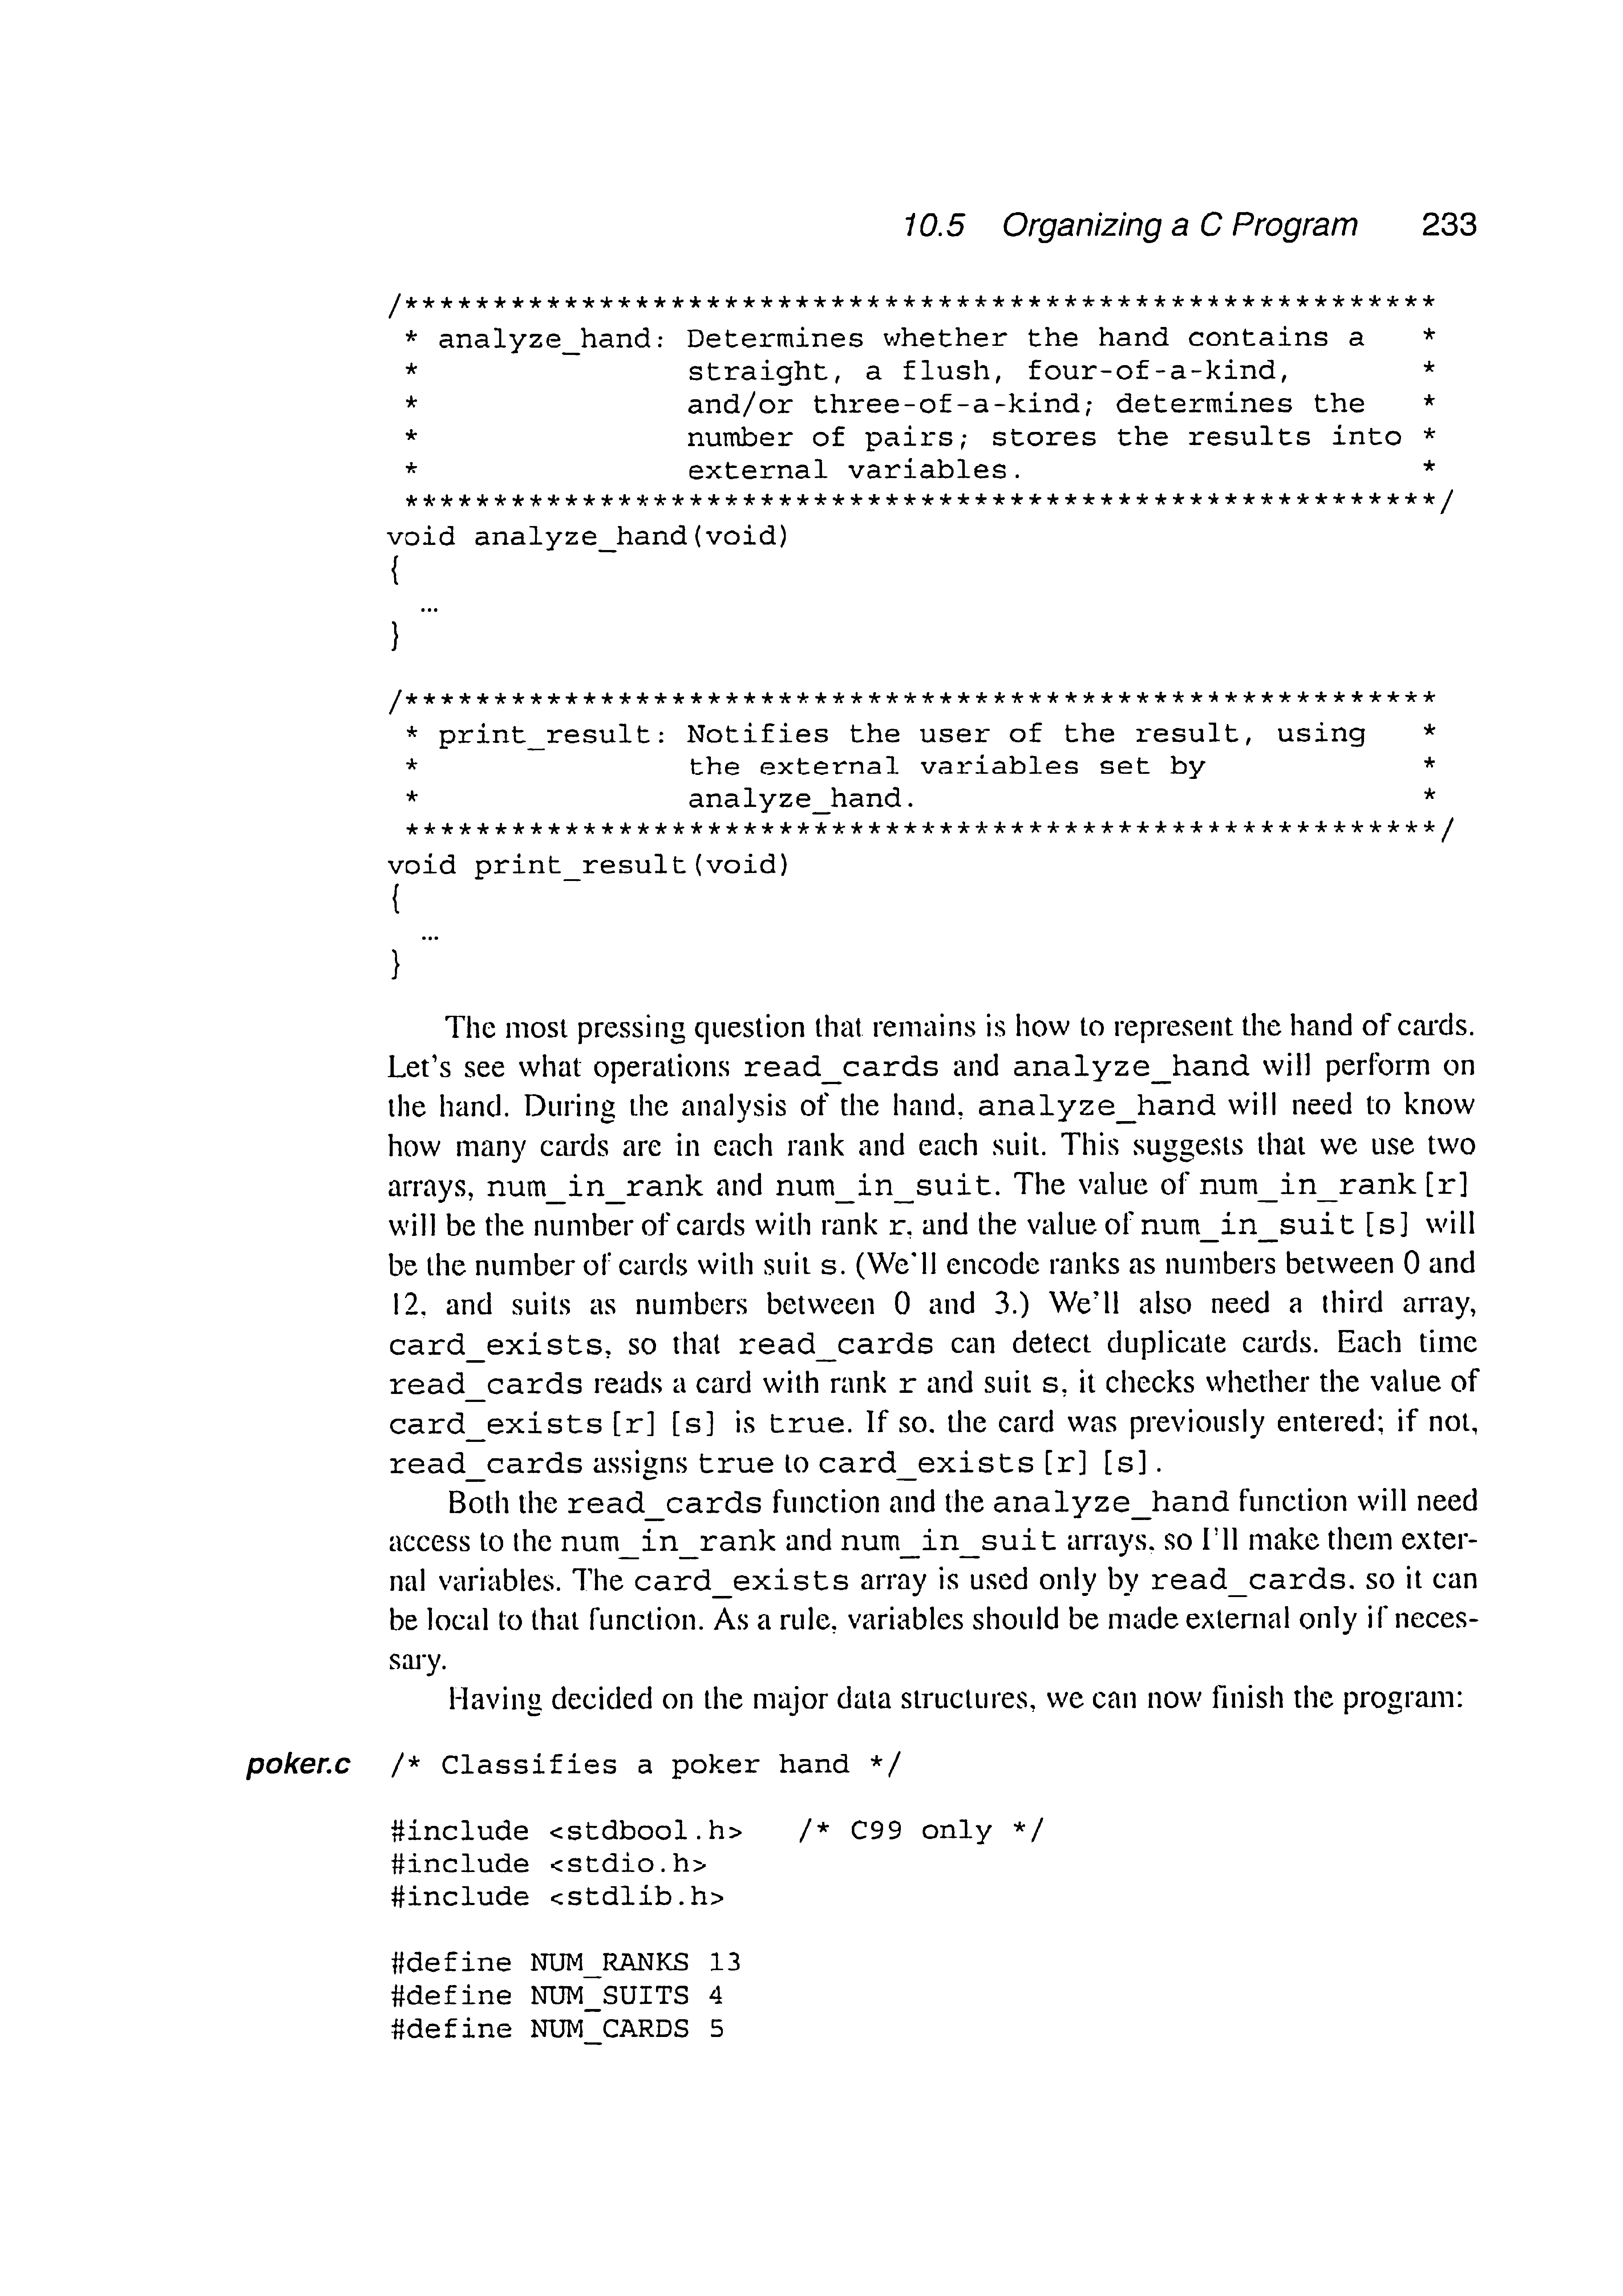 10.5 Organizing a C Program 233
/**********************************************************
* analyze_hand: Determines whether the hand contains a *
* straight, a flush, four-of-a-kind, *
* and/or three-of-a-kind; determines the *
* number of pairs; stores the results into *
* external variables. *
**********************************************************/
void analyze_hand(void)
{
…
}
/**********************************************************
* print_result: Notifies the user of the result, using *
* the external variables set by *
* analyze_hand. *
**********************************************************/
void print_result(void)
{
…
}
The most pressing question that remains is how to represent the hand of cards.
Let's see what operations read_cards and analyze_hand will perform on
the hand. During the analysis of the hand, analyze_hand will need to know
how many cards are in each rank and each suit. This suggests that we use two
arrays, num_in_rank and num_in_suit. The value of num_in_rank[r]
will be the number of cards with rank r, and the value of num_in_suit[s] will
be the number of cards with suit s. (We'll encode ranks as numbers between 0 and
12, and suits as numbers between 0 and 3.) We'll also need a third array,
card_exists, so that read_cards can detect duplicate cards. Each time
read_cards reads a card with rank r and suit s, it checks whether the value of
card_exists[r][s] is true. If so, the card was previously entered; if not,
read_cards assigns true to card_exists[r][s].
Both the read_cards function and the analyze_hand function will need
access to the num_in_rank and num_in_suit arrays, so I'll make them exter-
nal variables. The card_exists array is used only by read_cards, so it can
be local to that function. As a rule, variables should be made external only if neces-
sary.
Having decided on the major data structures, we can now finish the program:
poker.c /* Classifies a poker hand */
#include <stdbool.h> /* C99 only */
#include <stdio.h>
#include <stdlib.h>
#define NUM_RANKS 13
#define NUM_SUITS 4
#define NUM_CARDS 5